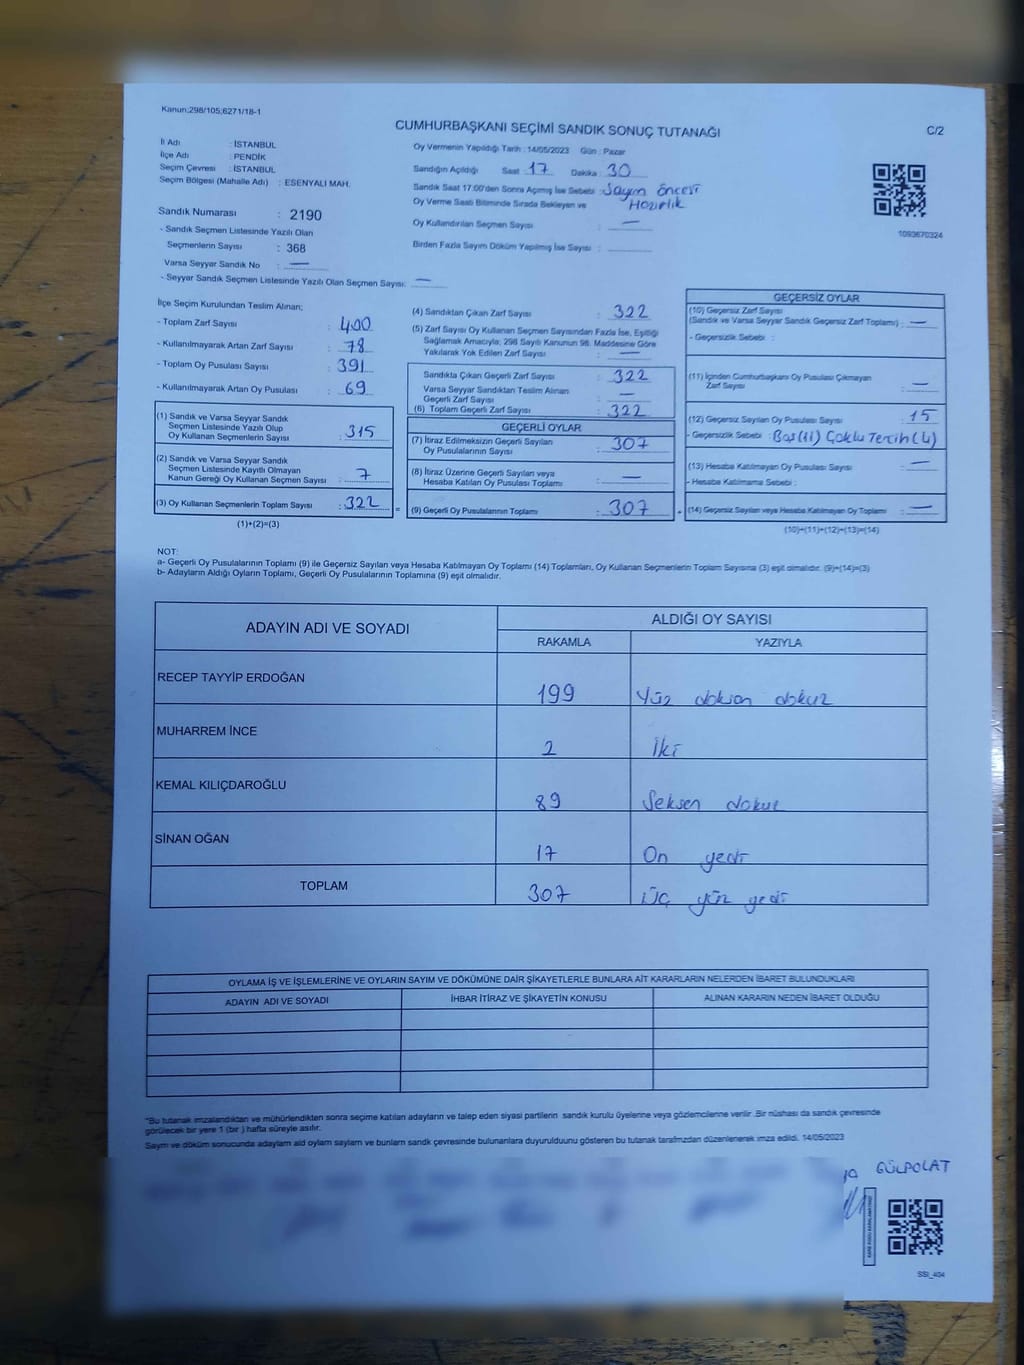 Kanun;298/105;6271/18-1
CUMHURBAŞKANI SEÇİMİ SANDIK SONUÇ TUTANAĞI
C/2
İl Adı : İSTANBUL
İlçe Adı : PENDİK
Seçim Çevresi : İSTANBUL
Seçim Bölgesi (Mahalle Adı) : ESENYALI MAH.
Sandık Numarası : 2190
- Sandık Seçmen Listesinde Yazılı Olan
Seçmenlerin Sayısı : 368
Varsa Seyyar Sandık No : —
- Seyyar Sandık Seçmen Listesinde Yazılı Olan Seçmen Sayısı: —
Oy Vermenin Yapıldığı Tarih : 14/05/2023 Gün : Pazar
Sandığın Açıldığı Saat : 17 Dakika : 30
Sandık Saat 17:00'den Sonra Açımış İse Sebebi : Sayım öncesi
Oy Verme Saati Bitiminde Sırada Bekleyen ve Hazırlık
Oy Kullandırılan Seçmen Sayısı : —
Birden Fazla Sayım Döküm Yapılmış İse Sayısı :
1093670324
İlçe Seçim Kurulundan Teslim Alınan;
- Toplam Zarf Sayısı : 400
- Kullanılmayarak Artan Zarf Sayısı : 78
- Toplam Oy Pusulası Sayısı : 391
- Kullanılmayarak Artan Oy Pusulası : 69
(1) Sandık ve Varsa Seyyar Sandık
Seçmen Listesinde Yazılı Olup
Oy Kullanan Seçmenlerin Sayısı : 315
(2) Sandık ve Varsa Seyyar Sandık
Seçmen Listesinde Kayıtlı Olmayan
Kanun Gereği Oy Kullanan Seçmen Sayısı : 7
(3) Oy Kullanan Seçmenlerin Toplam Sayısı : 322
(1)+(2)=(3)
(4) Sandıktan Çıkan Zarf Sayısı : 322
(5) Zarf Sayısı Oy Kullanan Seçmen Sayısından Fazla İse, Eşitliği
Sağlamak Amacıyla; 298 Sayılı Kanunun 98. Maddesine Göre
Yakılarak Yok Edilen Zarf Sayısı : —
Sandıkta Çıkan Geçerli Zarf Sayısı : 322
Varsa Seyyar Sandıktan Teslim Alınan
Geçerli Zarf Sayısı : —
(6) Toplam Geçerli Zarf Sayısı : 322
GEÇERLİ OYLAR
(7) İtiraz Edilmeksizin Geçerli Sayılan
Oy Pusulalarının Sayısı : 307
(8) İtiraz Üzerine Geçerli Sayılan veya
Hesaba Katılan Oy Pusulası Toplamı : —
=
(9) Geçerli Oy Pusulalarının Toplamı : 307
GEÇERSİZ OYLAR
(10) Geçersiz Zarf Sayısı
(Sandık ve Varsa Seyyar Sandık Geçersiz Zarf Toplamı) : —
- Geçersizlik Sebebi :
(11) İçinden Cumhurbaşkanı Oy Pusulası Çıkmayan
Zarf Sayısı : —
(12) Geçersiz Sayılan Oy Pusulası Sayısı : 15
- Geçersizlik Sebebi : Boş(11) Çoklu Tercih(4)
(13) Hesaba Katılmayan Oy Pusulası Sayısı : —
- Hesaba Katılmama Sebebi :
(14) Geçersiz Sayılan veya Hesaba Katılmayan Oy Toplamı : —
(10)+(11)+(12)+(13)=(14)
NOT:
a- Geçerli Oy Pusulalarının Toplamı (9) ile Geçersiz Sayılan veya Hesaba Katılmayan Oy Toplamı (14) Toplamları, Oy Kullanan Seçmenlerin Toplam Sayısına (3) eşit olmalıdır. (9)+(14)=(3)
b- Adayların Aldığı Oyların Toplamı, Geçerli Oy Pusulalarının Toplamına (9) eşit olmalıdır.
ADAYIN ADI VE SOYADI
ALDIĞI OY SAYISI
RAKAMLA YAZIYLA
RECEP TAYYİP ERDOĞAN 199 Yüz doksan dokuz
MUHARREM İNCE 2 İki
KEMAL KILIÇDAROĞLU 89 Seksen dokuz
SİNAN OĞAN 17 On yedi
TOPLAM 307 Üç yüz yedi
OYLAMA İŞ VE İŞLEMLERİNE VE OYLARIN SAYIM VE DÖKÜMÜNE DAİR ŞİKAYETLERLE BUNLARA AİT KARARLARIN NELERDEN İBARET BULUNDUKLARI
ADAYIN ADI VE SOYADI İHBAR İTİRAZ VE ŞİKAYETİN KONUSU ALINAN KARARIN NEDEN İBARET OLDUĞU
"Bu tutanak imzalandıktan ve mühürlendikten sonra seçime katılan adayların ve talep eden siyasi partilerin sandık kurulu üyelerine veya gözlemcilerine verilir .Bir nüshası da sandık çevresinde
görülecek bir yere 1 (bir ) hafta süreyle asılır.
Sayım ve döküm sonucunda adaylarn ald oylarn saylarn ve bunlarn sandk çevresinde bulunanlara duyurulduunu gösteren bu tutanak tarafmzdan düzenlenerek imza edildi. 14/05/2023
GÜLPOLAT
SSI_404